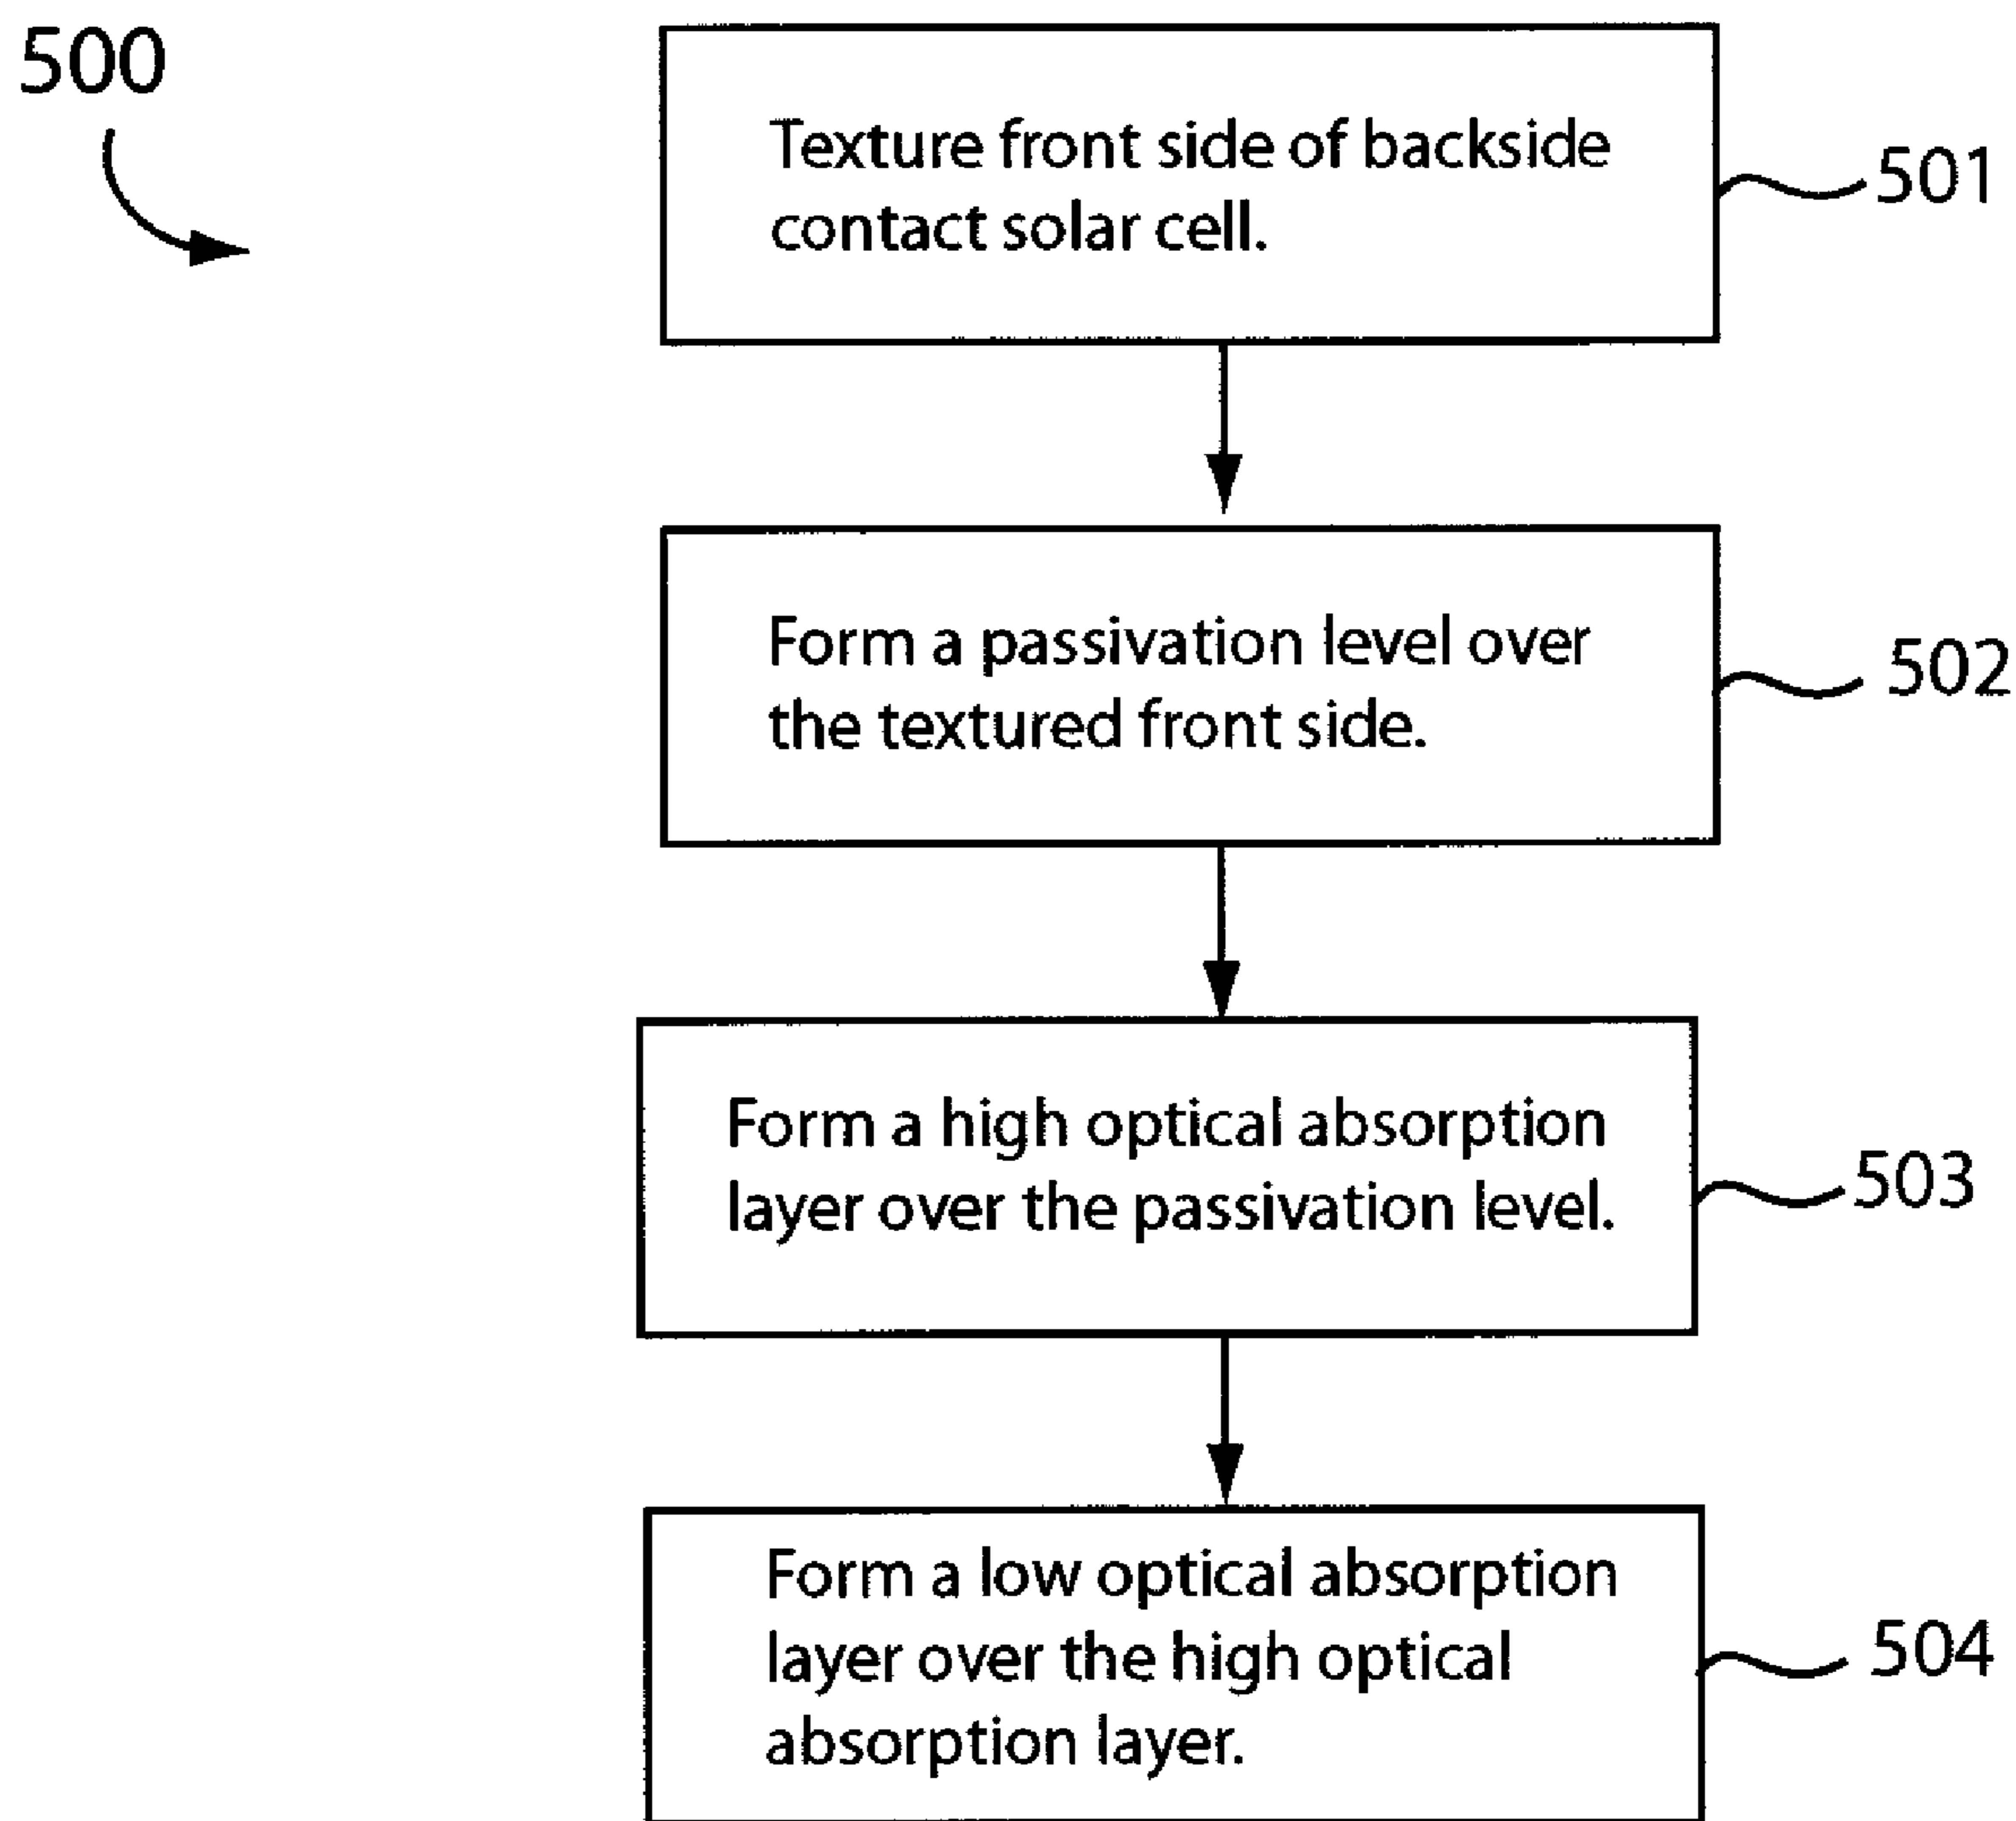 500
Texture front side of backside
contact solar cell.
501
Form a passivation level over
the textured front side.
502
Form a high optical absorption
layer over the passivation level.
503
Form a low optical absorption
layer over the high optical
absorption layer.
504